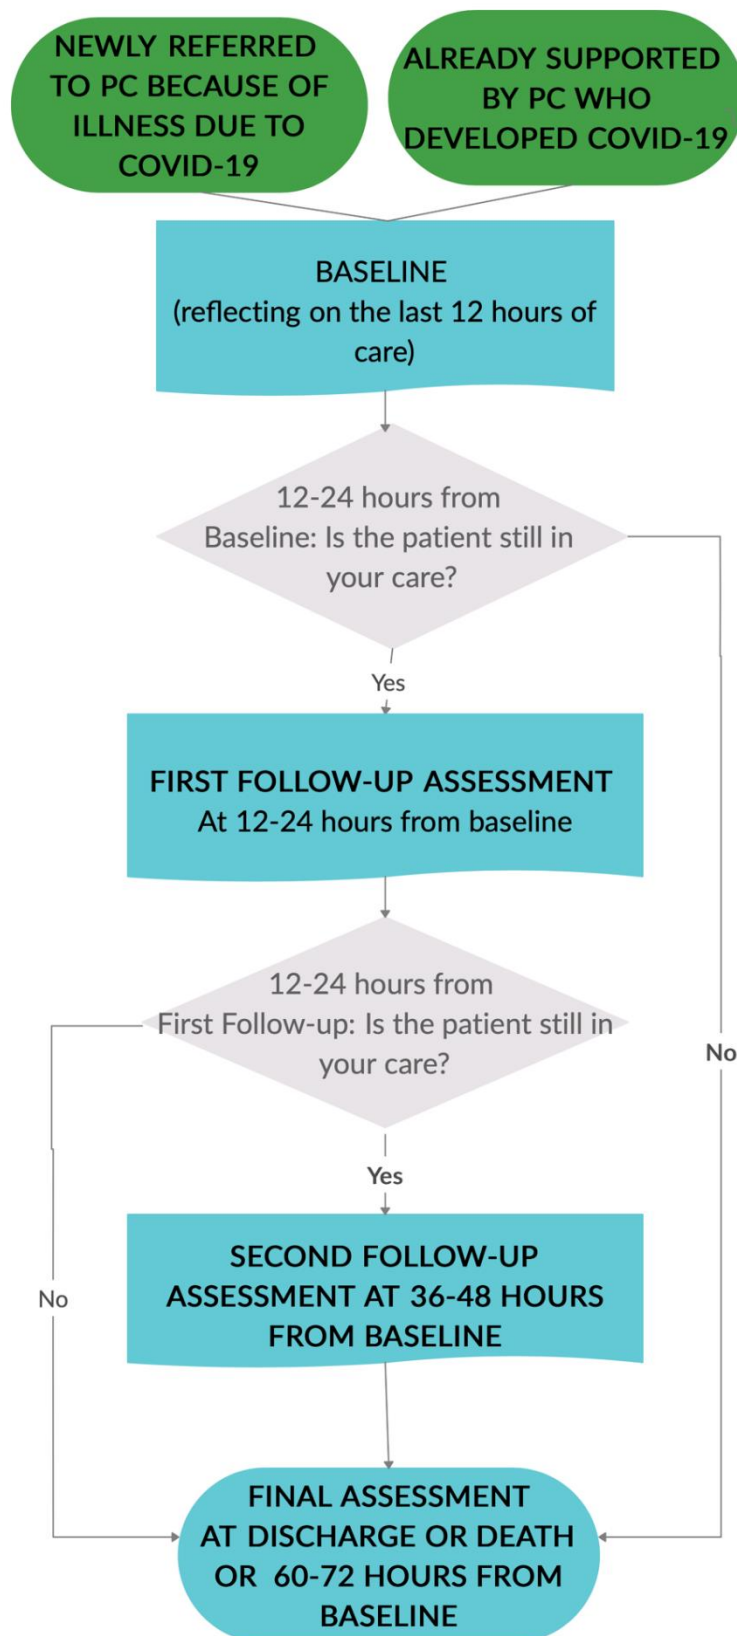 NEWLY REFERRED
TO PC BECAUSE OF
ILLNESS DUE TO
COVID-19
ALREADY SUPPORTED
BY PC WHO
DEVELOPED COVID-19
BASELINE
(reflecting on the last 12 hours of
care)
12-24 hours from
Baseline: Is the patient still in
your care?
Yes
FIRST FOLLOW-UP ASSESSMENT
At 12-24 hours from baseline
12-24 hours from
First Follow-up: Is the patient still in
your care?
No
Yes
SECOND FOLLOW-UP
ASSESSMENT AT 36-48 HOURS
FROM BASELINE
No
FINAL ASSESSMENT
AT DISCHARGE OR DEATH
OR 60-72 HOURS FROM
BASELINE